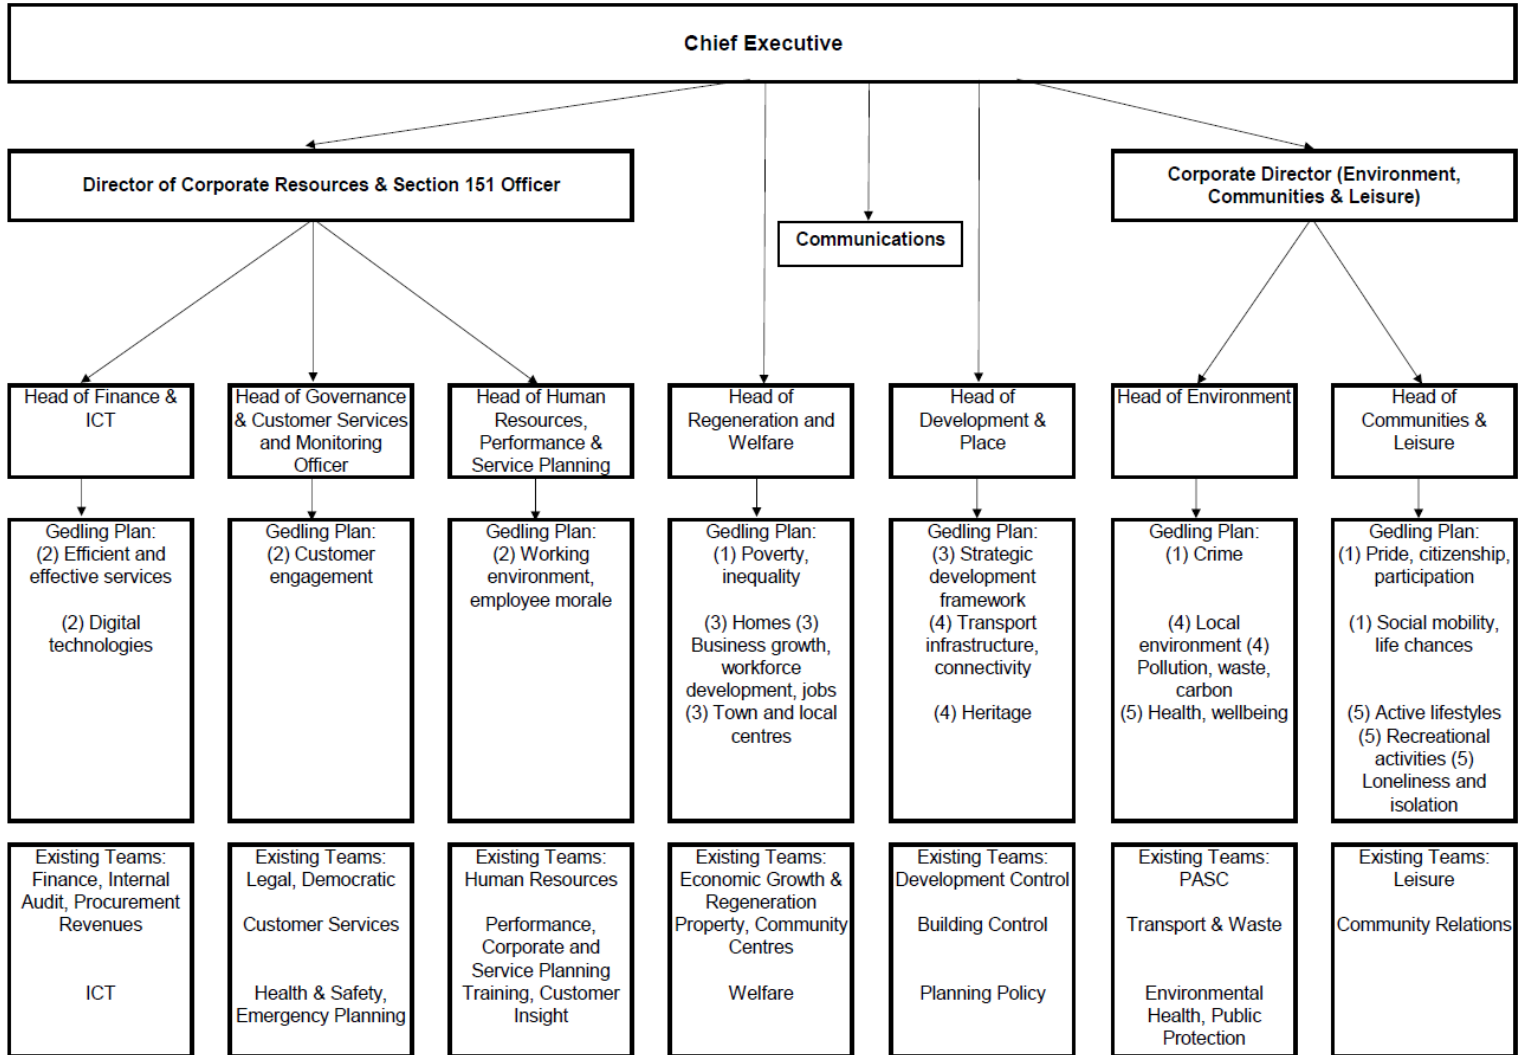 Chief Executive
Director of Corporate Resources & Section 151 Officer
Corporate Director (Environment,
Communities & Leisure)
Communications
Head of Finance &
ICT
Head of Governance
& Customer Services
and Monitoring
Officer
Head of Human
Resources,
Performance &
Service Planning
Head of
Regeneration and
Welfare
Head of
Development &
Place
Head of Environment
Head of
Communities &
Leisure
Gedling Plan:
(2) Efficient and
effective services
(2) Digital
technologies
Gedling Plan:
(2) Customer
engagement
Gedling Plan:
(2) Working
environment,
employee morale
Gedling Plan:
(1) Poverty,
inequality
(3) Homes (3)
Business growth,
workforce
development, jobs
(3) Town and local
centres
Gedling Plan:
(3) Strategic
development
framework
(4) Transport
infrastructure,
connectivity
(4) Heritage
Gedling Plan:
(1) Crime
(4) Local
environment (4)
Pollution, waste,
carbon
(5) Health, wellbeing
Gedling Plan:
(1) Pride, citizenship,
participation
(1) Social mobility,
life chances
(5) Active lifestyles
(5) Recreational
activities (5)
Loneliness and
isolation
Existing Teams:
Finance, Internal
Audit, Procurement
Revenues
ICT
Existing Teams:
Legal, Democratic
Customer Services
Health & Safety,
Emergency Planning
Existing Teams:
Human Resources
Performance,
Corporate and
Service Planning
Training, Customer
Insight
Existing Teams:
Economic Growth &
Regeneration
Property, Community
Centres
Welfare
Existing Teams:
Development Control
Building Control
Planning Policy
Existing Teams:
PASC
Transport & Waste
Environmental
Health, Public
Protection
Existing Teams:
Leisure
Community Relations